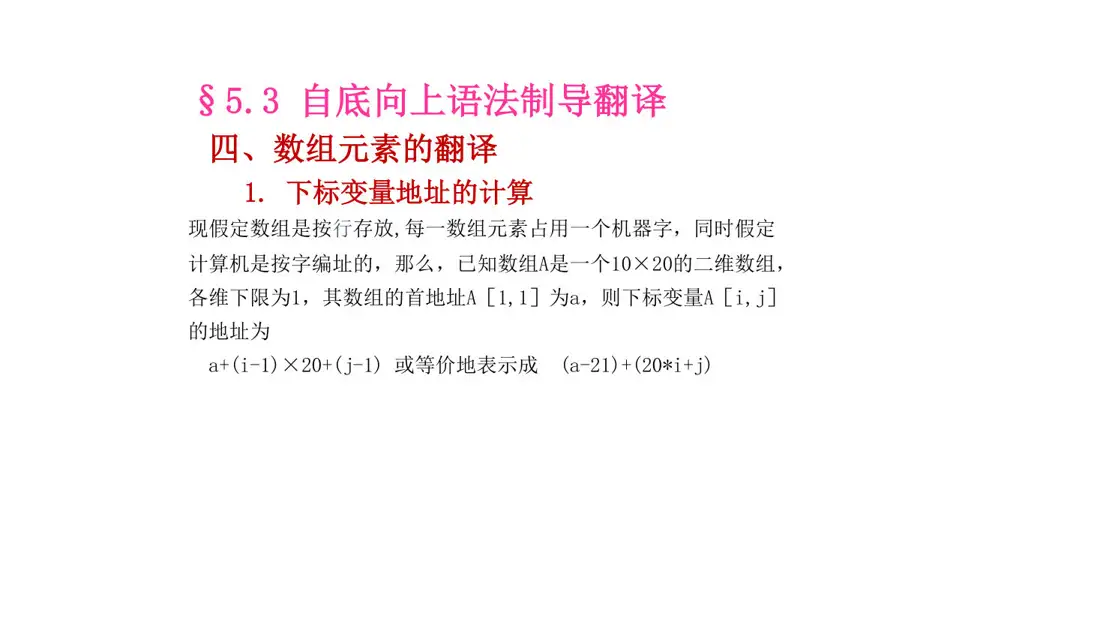 §5.3 自底向上语法制导翻译
四、数组元素的翻译
1. 下标变量地址的计算
现假定数组是按行存放,每一数组元素占用一个机器字，同时假定
计算机是按字编址的，那么，已知数组A是一个10×20的二维数组，
各维下限为1，其数组的首地址A［1,1］为a，则下标变量A［i,j］
的地址为
a+(i-1)×20+(j-1) 或等价地表示成 (a-21)+(20*i+j)